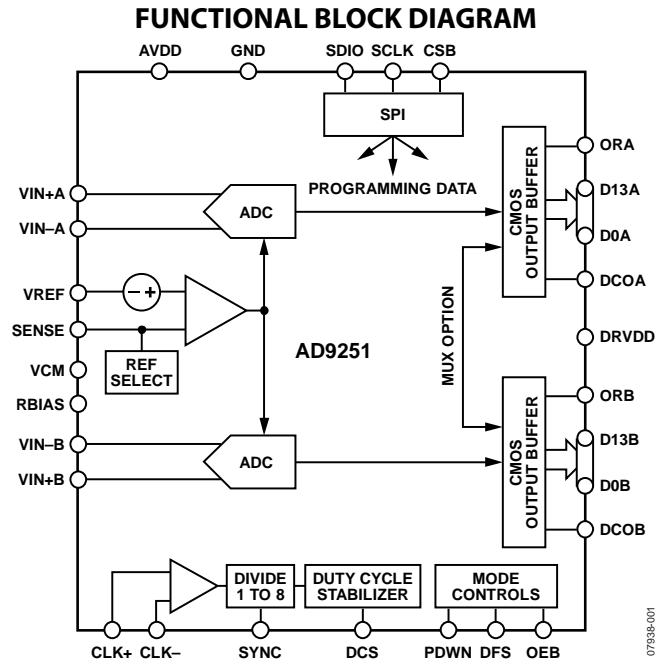 FUNCTIONAL BLOCK DIAGRAM
AVDD
GND
SDIO
SCLK
CSB
SPI
PROGRAMMING DATA
VIN+A
VIN–A
ADC
VREF
– +
SENSE
REF
SELECT
VCM
RBIAS
AD9251
MUX OPTION
VIN–B
VIN+B
ADC
CMOS
OUTPUT BUFFER
ORA
D13A
D0A
DCOA
DRVDD
CMOS
OUTPUT BUFFER
ORB
D13B
D0B
DCOB
DIVIDE
1 TO 8
DUTY CYCLE
STABILIZER
MODE
CONTROLS
CLK+
CLK–
SYNC
DCS
PDWN
DFS
OEB
07938-001